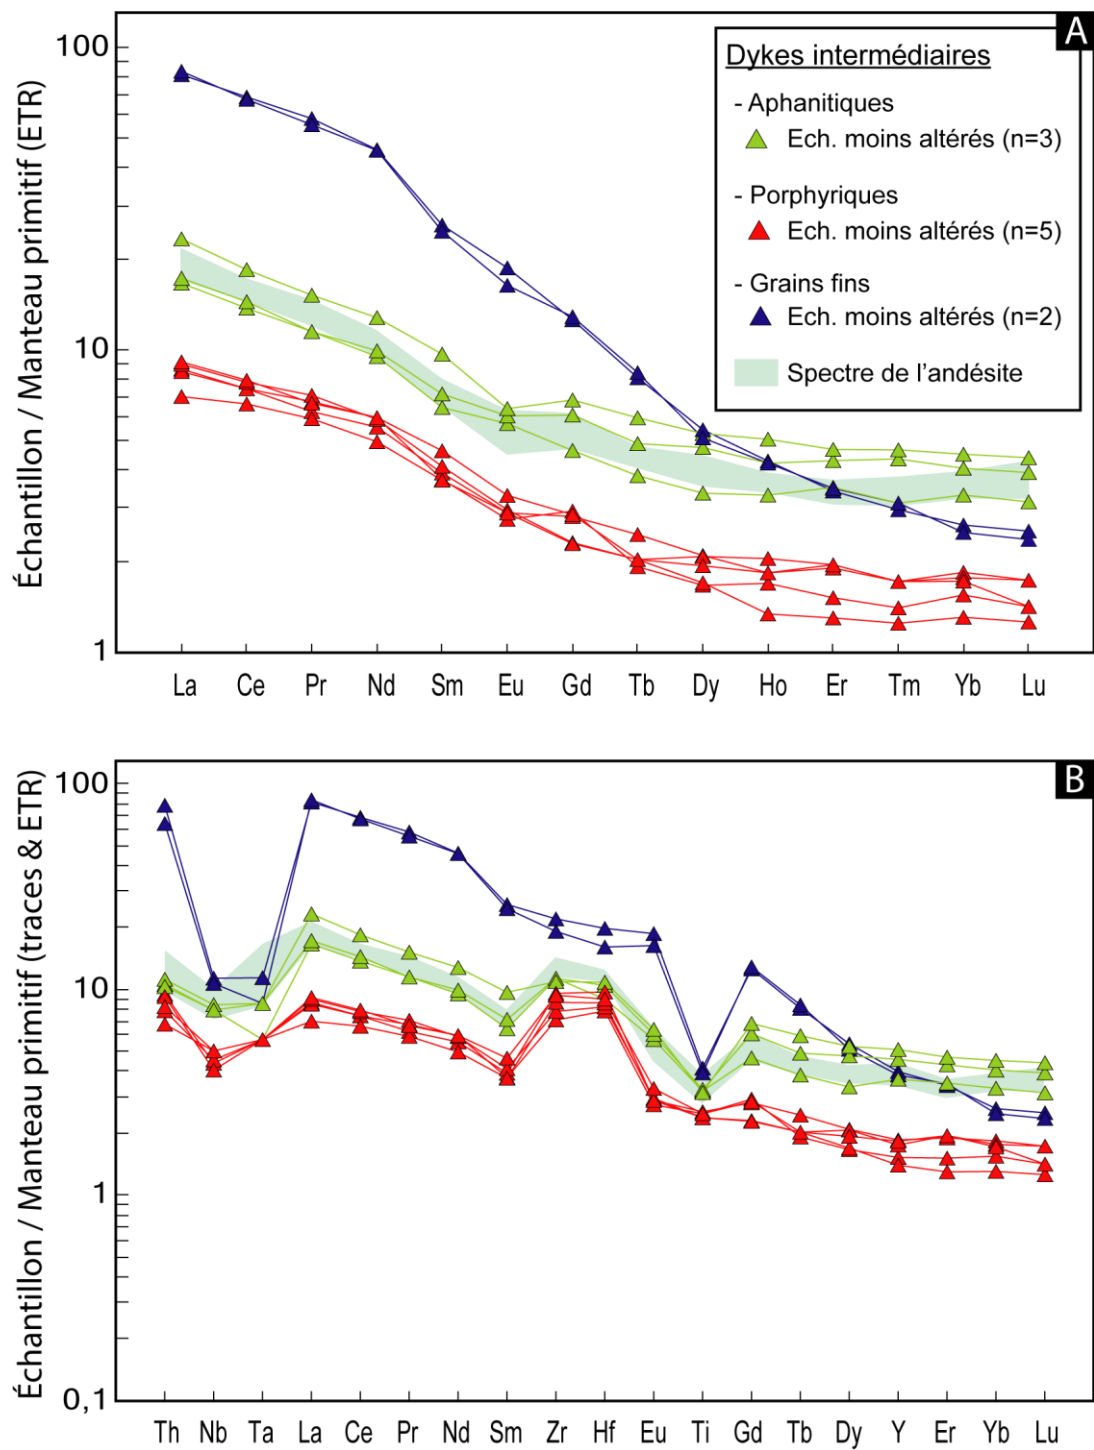 A
Échantillon / Manteau primitif (ETR)
100
10
1
Dykes intermédiaires
- Aphanitiques
Ech. moins altérés (n=3)
- Porphyriques
Ech. moins altérés (n=5)
- Grains fins
Ech. moins altérés (n=2)
Spectre de l'andésite
La Ce Pr Nd Sm Eu Gd Tb Dy Ho Er Tm Yb Lu
B
Échantillon / Manteau primitif (traces & ETR)
100
10
1
0,1
Th Nb Ta La Ce Pr Nd Sm Zr Hf Eu Ti Gd Tb Dy Y Er Yb Lu